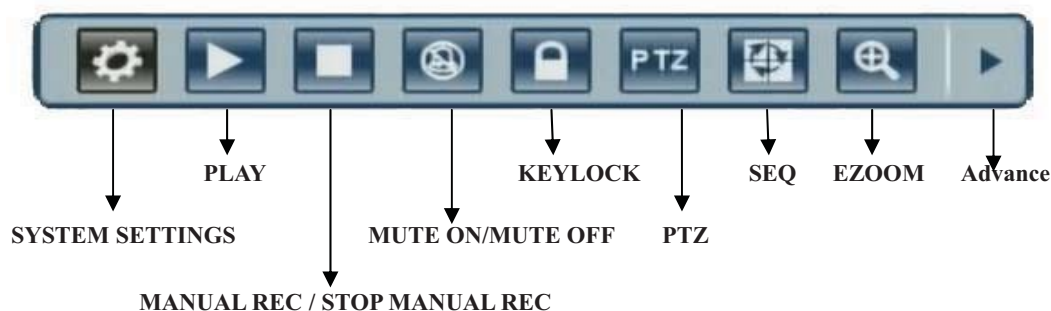 PTZ
PLAY KEYLOCK SEQ EZOOM Advance
SYSTEM SETTINGS MUTE ON/MUTE OFF PTZ
MANUAL REC / STOP MANUAL REC